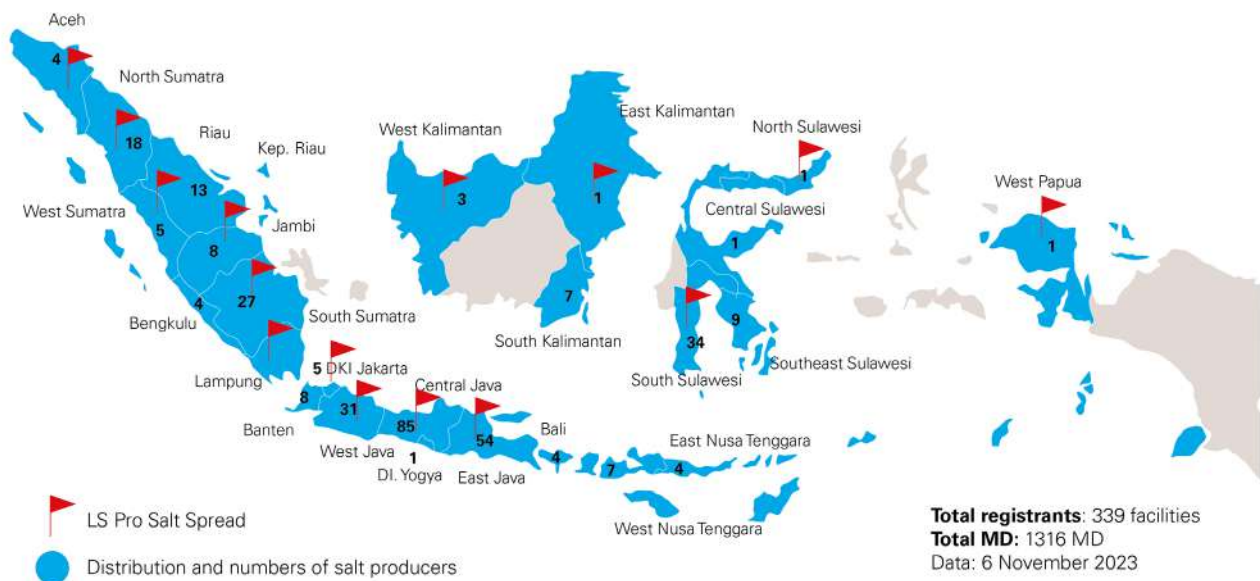 Aceh
4
North Sumatra
18
Riau
13
Kep. Riau
West Sumatra
5
Jambi
8
Bengkulu
4
27
South Sumatra
Lampung
West Kalimantan
3
East Kalimantan
1
South Kalimantan
7
North Sulawesi
1
Central Sulawesi
1
South Sulawesi
34
9
Southeast Sulawesi
West Papua
1
5 DKI Jakarta
8
Banten
31
West Java
Central Java
85
1
DI. Yogya
54
East Java
Bali
4
7
East Nusa Tenggara
4
West Nusa Tenggara
LS Pro Salt Spread
Distribution and numbers of salt producers
Total registrants: 339 facilities
Total MD: 1316 MD
Data: 6 November 2023